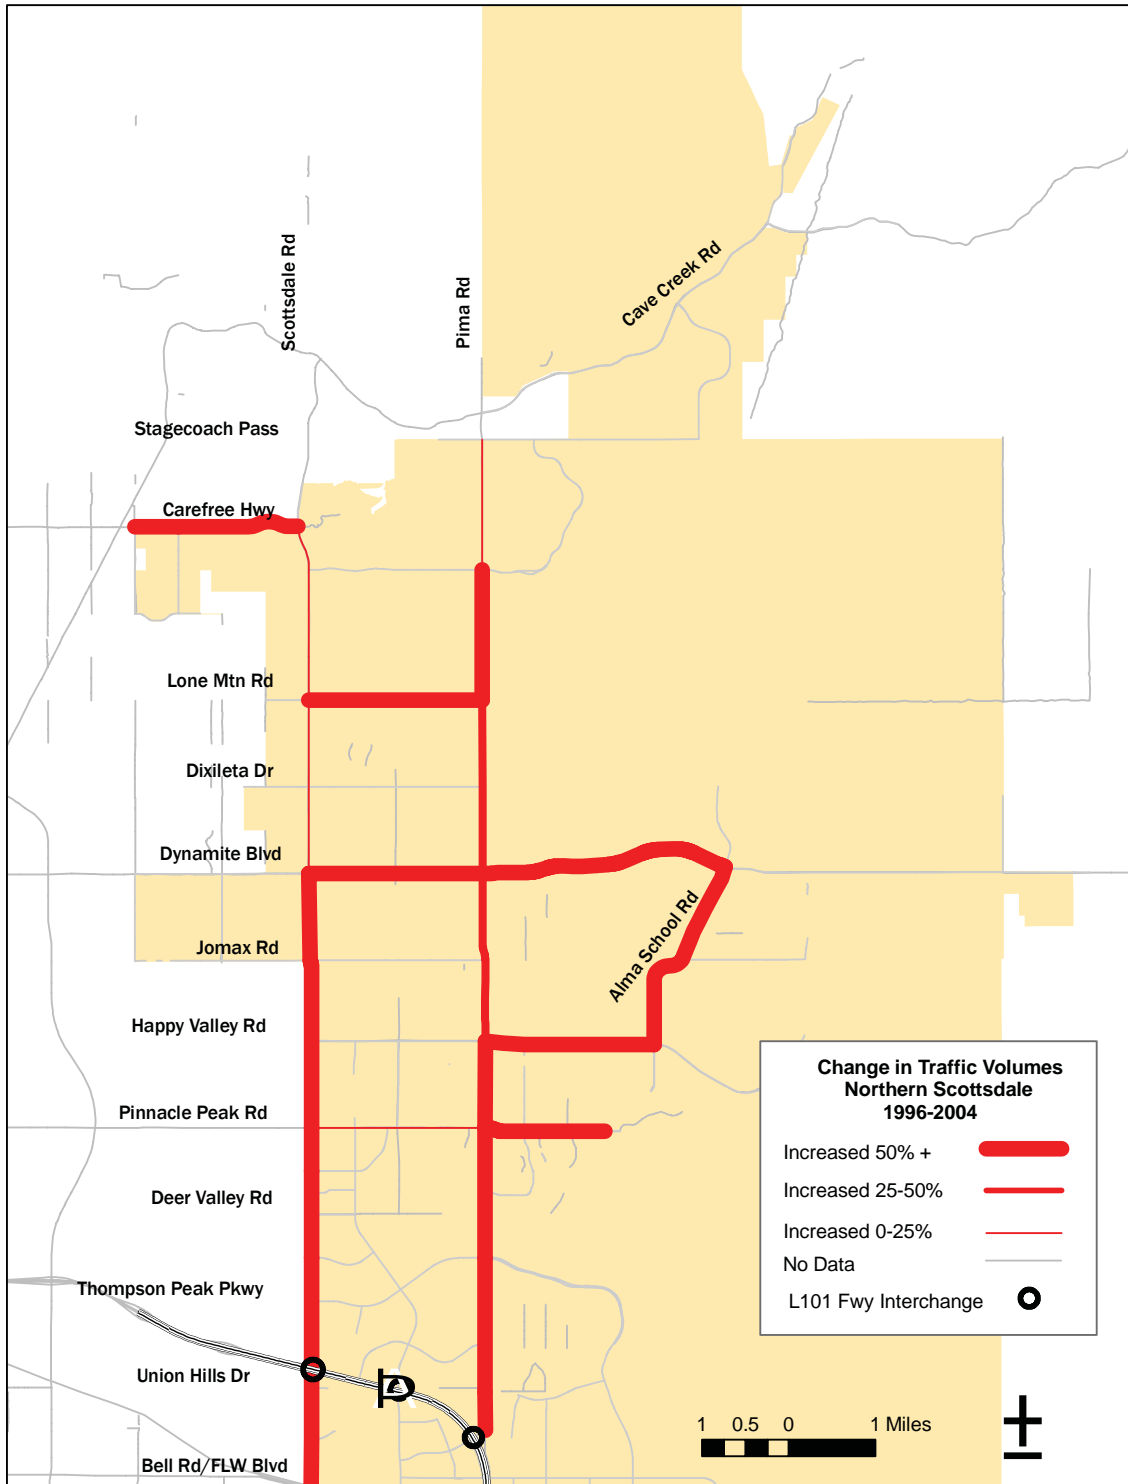 Scottsdale Rd
Pima Rd
Cave Creek Rd
Stagecoach Pass
Carefree Hwy
Lone Mtn Rd
Dixileta Dr
Dynamite Blvd
Alma School Rd
Jomax Rd
Happy Valley Rd
Pinnacle Peak Rd
Deer Valley Rd
Thompson Peak Pkwy
Union Hills Dr
Bell Rd/FLW Blvd
Change in Traffic Volumes
Northern Scottsdale
1996-2004
Increased 50% +
Increased 25-50%
Increased 0-25%
No Data
L101 Fwy Interchange
1 0.5 0 1 Miles